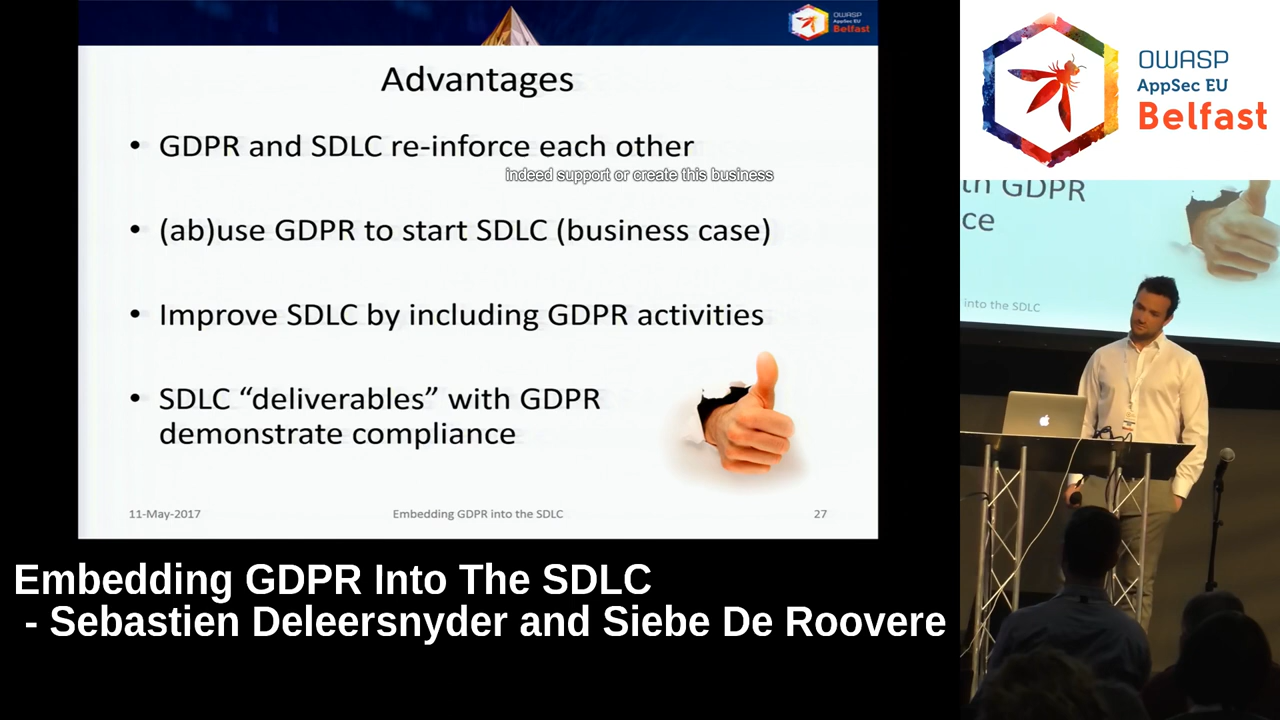 OWASP
AppSec EU
Belfast
Advantages
• GDPR and SDLC re-inforce each other
indeed support or create this business
• (ab)use GDPR to start SDLC (business case)
• Improve SDLC by including GDPR activities
• SDLC “deliverables” with GDPR
demonstrate compliance
11-May-2017
Embedding GDPR into the SDLC
27
Embedding GDPR Into The SDLC
- Sebastien Deleersnyder and Siebe De Roovere
OWASP
AppSec EU
Belfast
GDPR
ce
into the SDLC